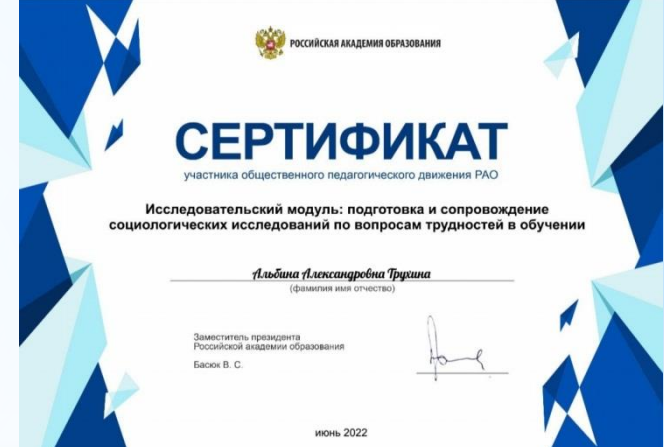 РОССИЙСКАЯ АКАДЕМИЯ ОБРАЗОВАНИЯ
СЕРТИФИКАТ
участника общественного педагогического движения РАО
Исследовательский модуль: подготовка и сопровождение
социологических исследований по вопросам трудностей в обучении
Альбина Александровна Трухина
(фамилия имя отчество)
Заместитель президента
Российской академии образования
Басюк В. С.
июнь 2022